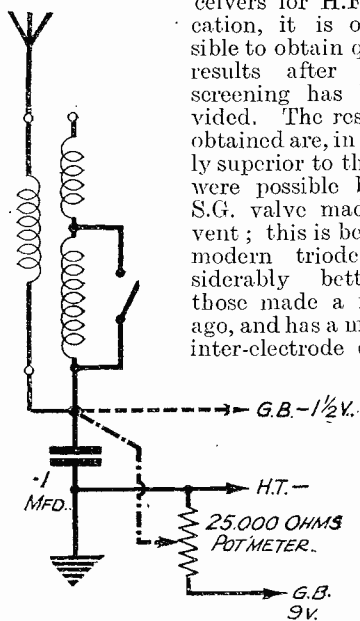 ceivers for H.F.
cation, it is o
sible to obtain q
results after
screening has
vided. The res
obtained are, in
ly superior to th
were possible b
S.G. valve mad
vent ; this is be
modern triode
siderably bett
those made a
ago, and has a m
inter-electrode
G.B.-1½V.
·1
MFD.
H.T.-
25,000 OHMS
POTMETER.
G.B.
9V.